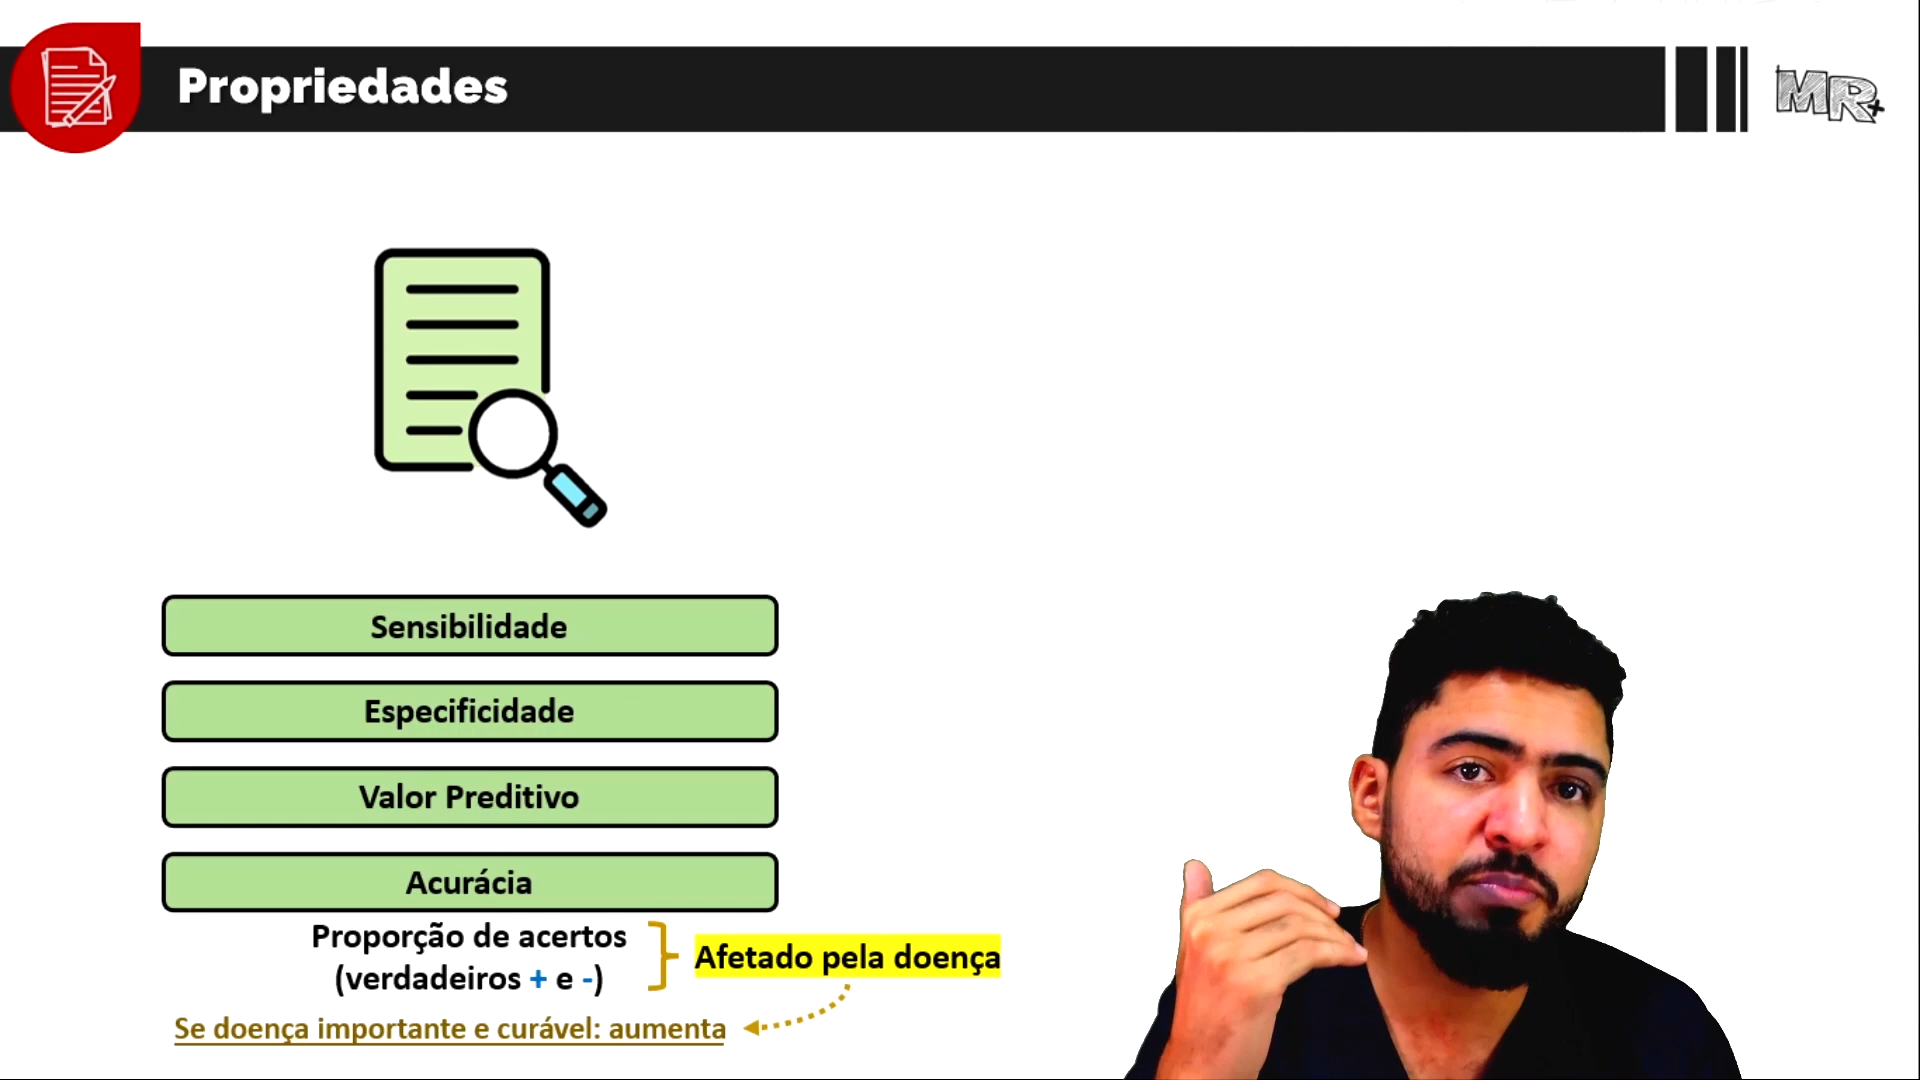 Propriedades
MR+
Sensibilidade
Especificidade
Valor Preditivo
Acurácia
Proporção de acertos
(verdadeiros + e -)
Afetado pela doença
Se doença importante e curável: aumenta